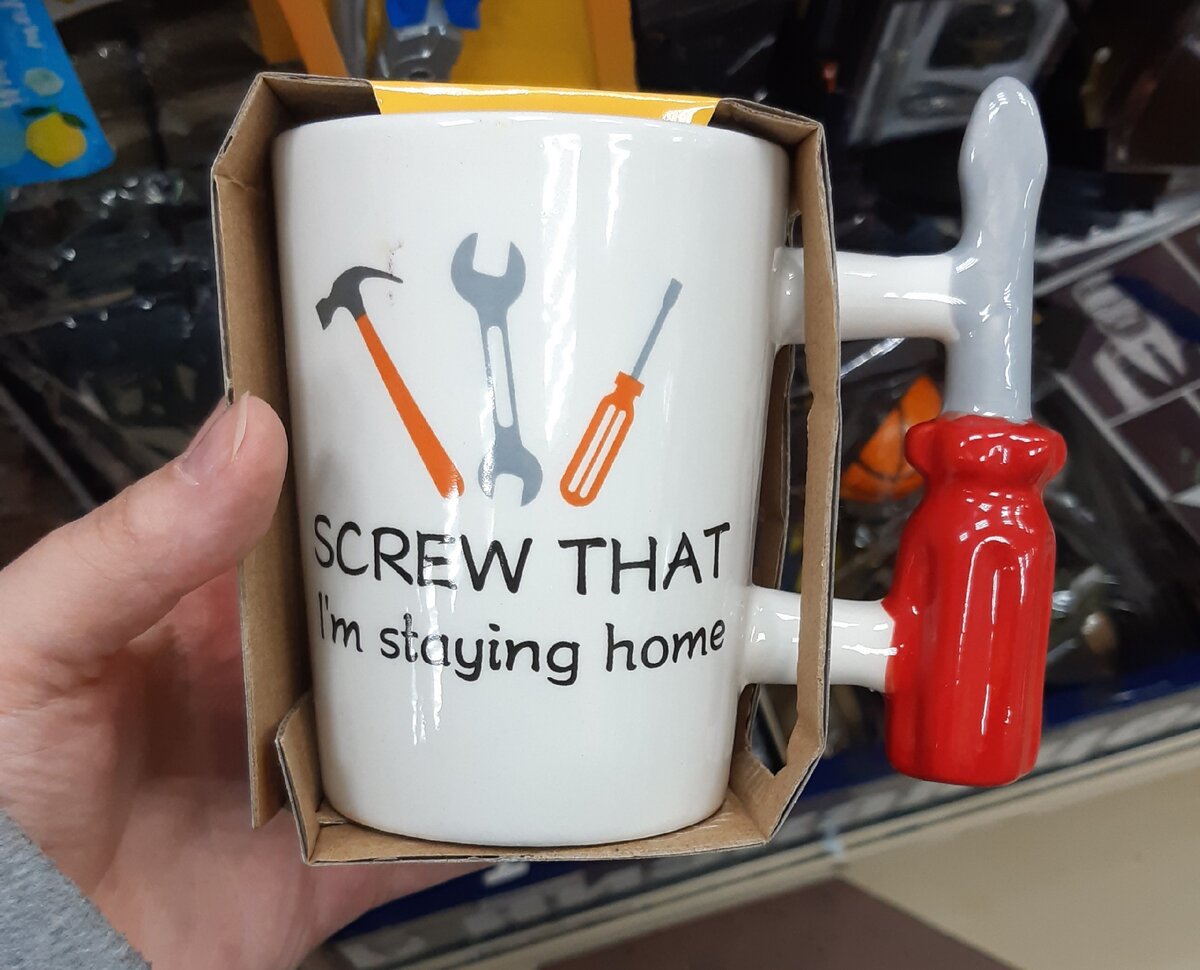 SCREW THAT
I'm staying home